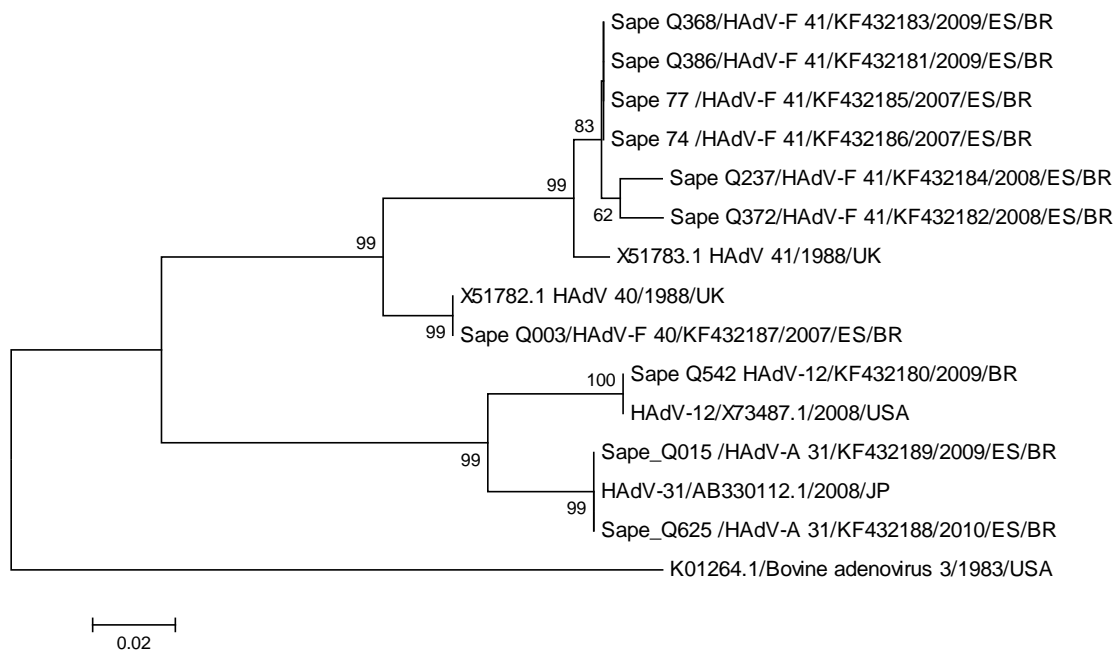 Sape Q368/HAdV-F 41/KF432183/2009/ES/BR
Sape Q386/HAdV-F 41/KF432181/2009/ES/BR
Sape 77 /HAdV-F 41/KF432185/2007/ES/BR
83
Sape 74 /HAdV-F 41/KF432186/2007/ES/BR
99
Sape Q237/HAdV-F 41/KF432184/2008/ES/BR
62
Sape Q372/HAdV-F 41/KF432182/2008/ES/BR
99
X51783.1 HAdV 41/1988/UK
X51782.1 HAdV 40/1988/UK
99
Sape Q003/HAdV-F 40/KF432187/2007/ES/BR
100
Sape Q542 HAdV-12/KF432180/2009/BR
HAdV-12/X73487.1/2008/USA
99
Sape_Q015 /HAdV-A 31/KF432189/2009/ES/BR
HAdV-31/AB330112.1/2008/JP
99
Sape_Q625 /HAdV-A 31/KF432188/2010/ES/BR
K01264.1/Bovine adenovirus 3/1983/USA
0.02